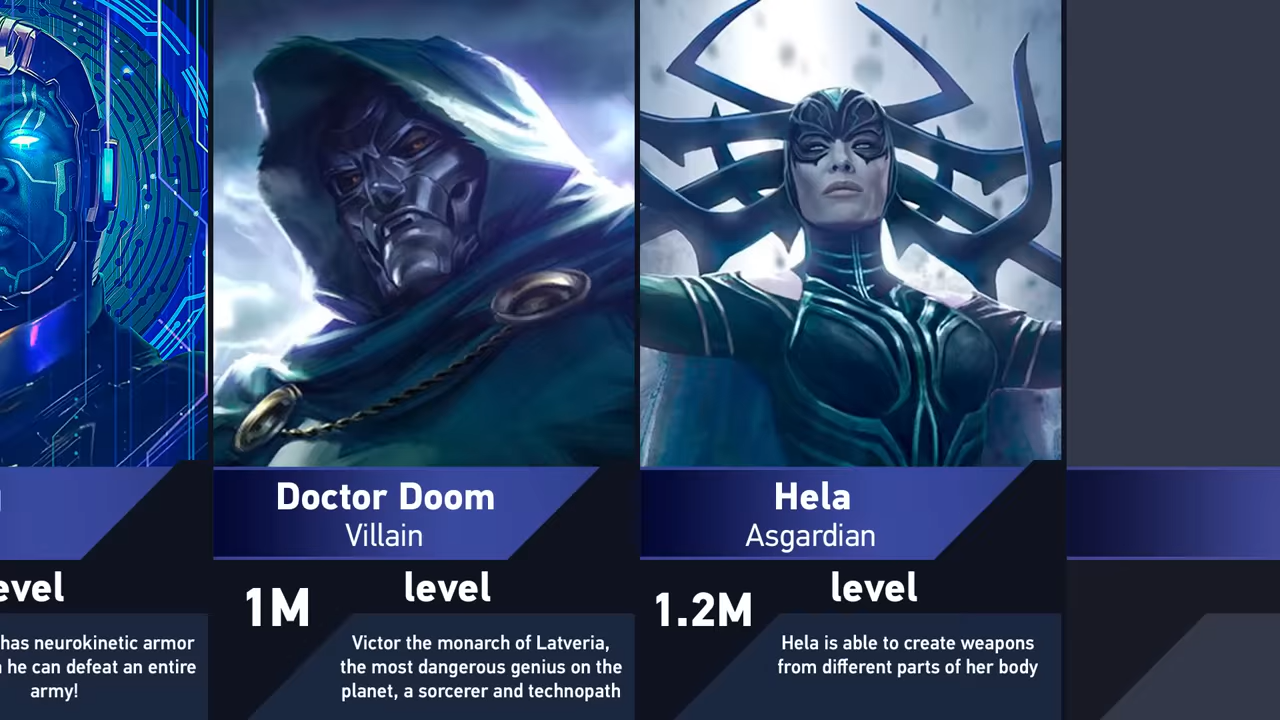 level
has neurokinetic armor
he can defeat an entire
army!
Doctor Doom
Villain
1M
level
Victor the monarch of Latveria,
the most dangerous genius on the
planet, a sorcerer and technopath
Hela
Asgardian
1.2M
level
Hela is able to create weapons
from different parts of her body